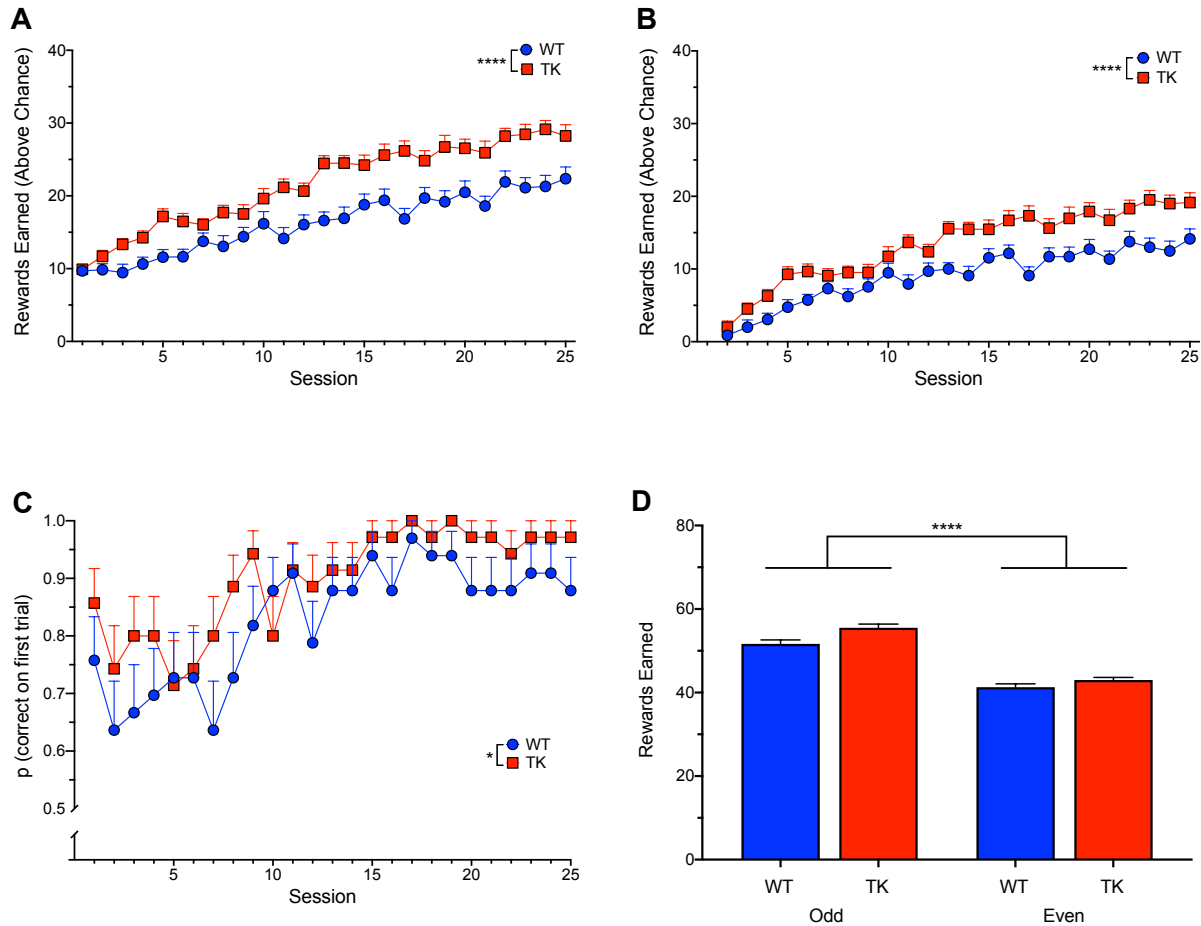 A
Rewards Earned (Above Chance)
40
30
20
10
0
5
10
15
20
25
Session
****
WT
TK
B
Rewards Earned (Above Chance)
40
30
20
10
0
5
10
15
20
25
Session
****
WT
TK
C
p (correct on first trial)
1.0
0.9
0.8
0.7
0.6
0.5
5
10
15
20
25
Session
*
WT
TK
D
Rewards Earned
80
60
40
20
0
****
WT
TK
WT
TK
Odd
Even